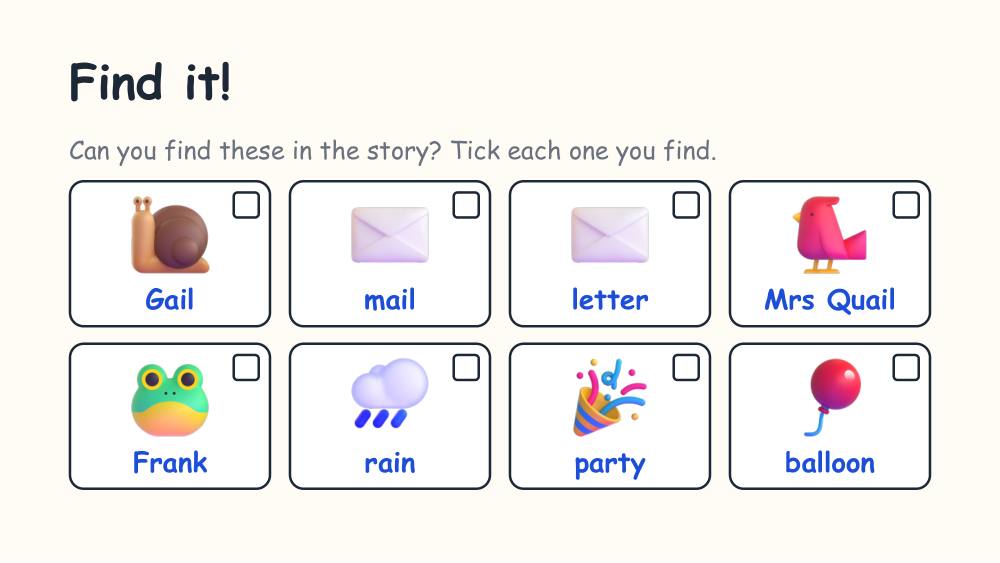 Find it!
Can you find these in the story? Tick each one you find.
Gail
mail
letter
Mrs Quail
Frank
rain
party
balloon